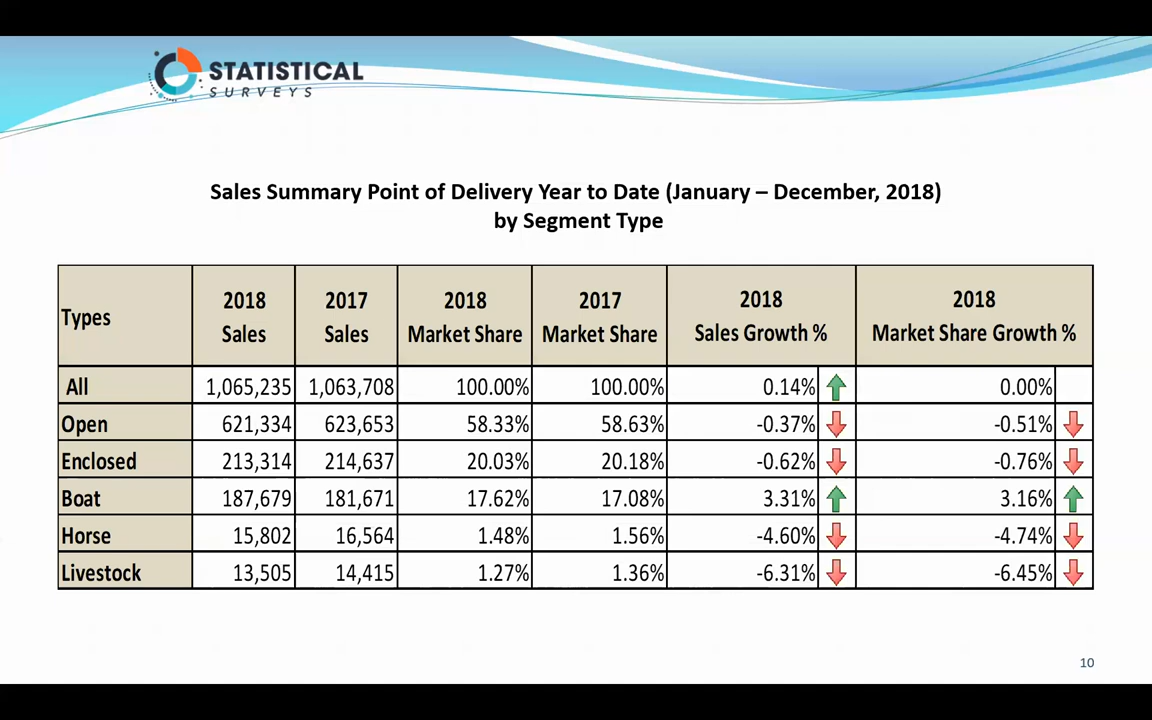 STATISTICAL
SURVEYS
Sales Summary Point of Delivery Year to Date (January – December, 2018)
by Segment Type
Types 2018 Sales 2017 Sales 2018 Market Share 2017 Market Share 2018 Sales Growth % 2018 Market Share Growth %
All 1,065,235 1,063,708 100.00% 100.00% 0.14% 0.00%
Open 621,334 623,653 58.33% 58.63% -0.37% -0.51%
Enclosed 213,314 214,637 20.03% 20.18% -0.62% -0.76%
Boat 187,679 181,671 17.62% 17.08% 3.31% 3.16%
Horse 15,802 16,564 1.48% 1.56% -4.60% -4.74%
Livestock 13,505 14,415 1.27% 1.36% -6.31% -6.45%
10